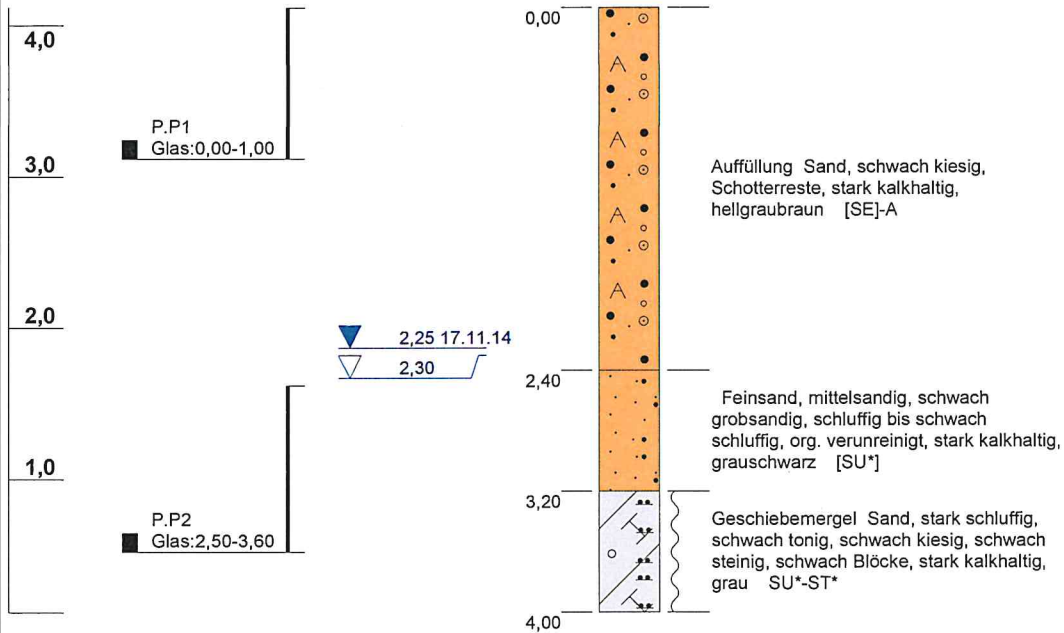 4,0
3,0
2,0
1,0
P.P1
Glas:0,00-1,00
P.P2
Glas:2,50-3,60
2,25 17.11.14
2,30
0,00
2,40
3,20
4,00
Auffüllung Sand, schwach kiesig,
Schotterreste, stark kalkhaltig,
hellgraubraun [SE]-A
Feinsand, mittelsandig, schwach
grobsandig, schluffig bis schwach
schluffig, org. verunreinigt, stark kalkhaltig,
grauschwarz [SU*]
Geschiebemergel Sand, stark schluffig,
schwach tonig, schwach kiesig, schwach
steinig, schwach Blöcke, stark kalkhaltig,
grau SU*-ST*